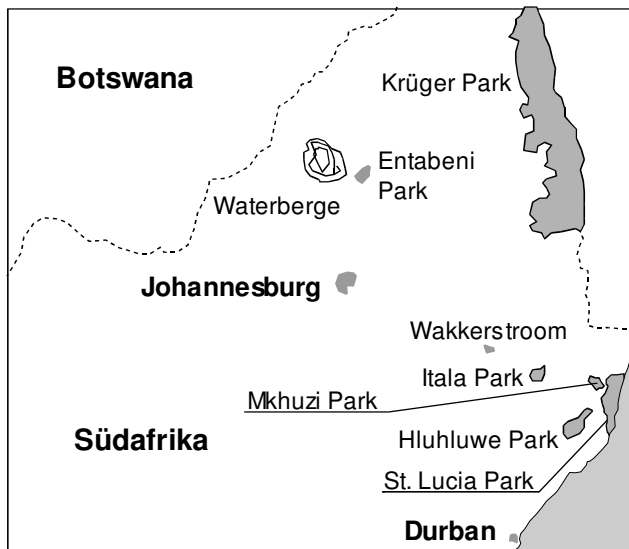 Botswana
Krüger Park
Entabeni
Park
Waterberge
Johannesburg
Wakkerstroom
Itala Park
Mkhuzi Park
Südafrika
Hluhluwe Park
St. Lucia Park
Durban